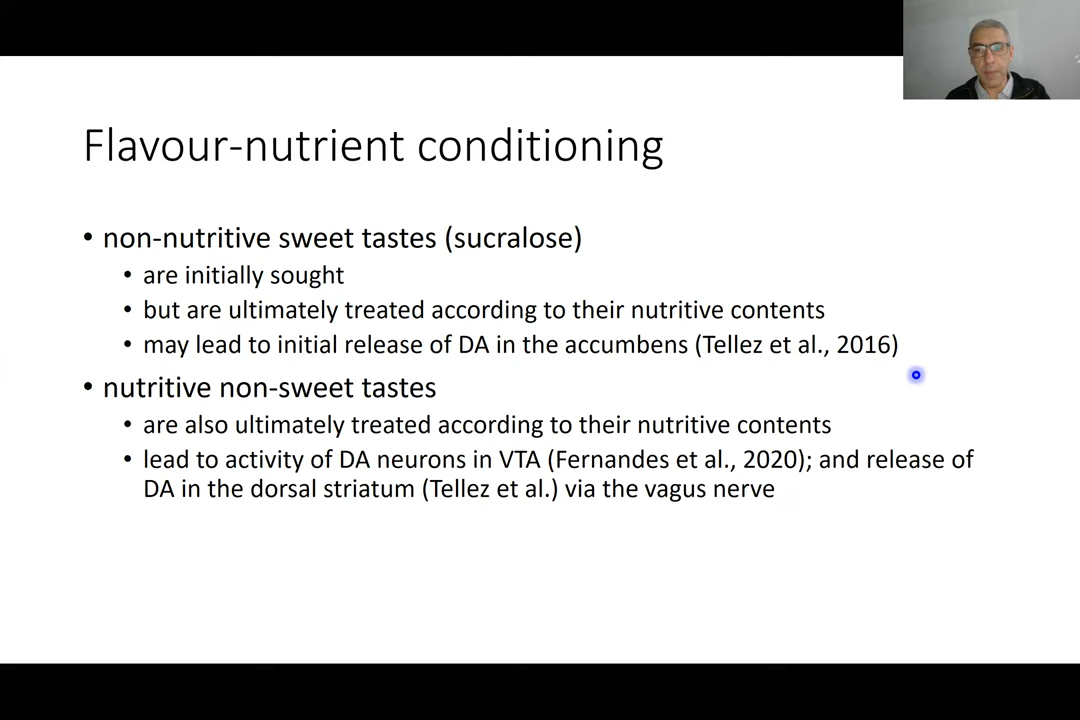 Flavour-nutrient conditioning
• non-nutritive sweet tastes (sucralose)
• are initially sought
• but are ultimately treated according to their nutritive contents
• may lead to initial release of DA in the accumbens (Tellez et al., 2016)
• nutritive non-sweet tastes
• are also ultimately treated according to their nutritive contents
• lead to activity of DA neurons in VTA (Fernandes et al., 2020); and release of
DA in the dorsal striatum (Tellez et al.) via the vagus nerve